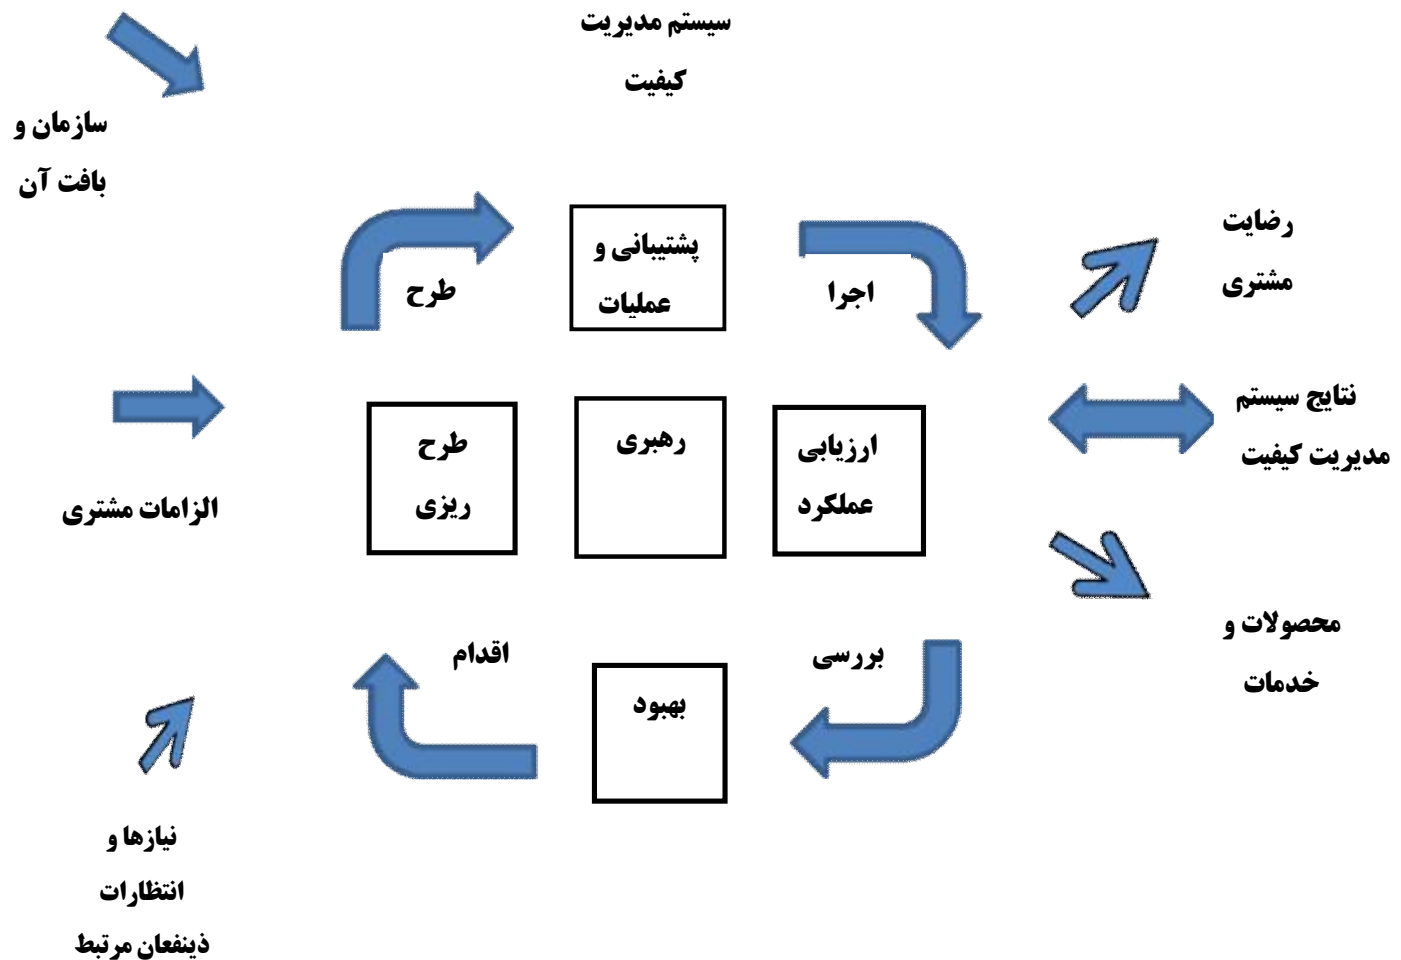 سیستم مدیریت
کیفیت
سازمان و
بافت آن
رضایت
مشتری
پشتیبانی و
عملیات
طرح
اجرا
نتایج سیستم
مدیریت کیفیت
ارزیابی
عملکرد
رهبری
طرح
ریزی
الزامات مشتری
محصولات و
خدمات
بررسی
اقدام
بهبود
نیازها و
انتظارات
ذینفعان مرتبط